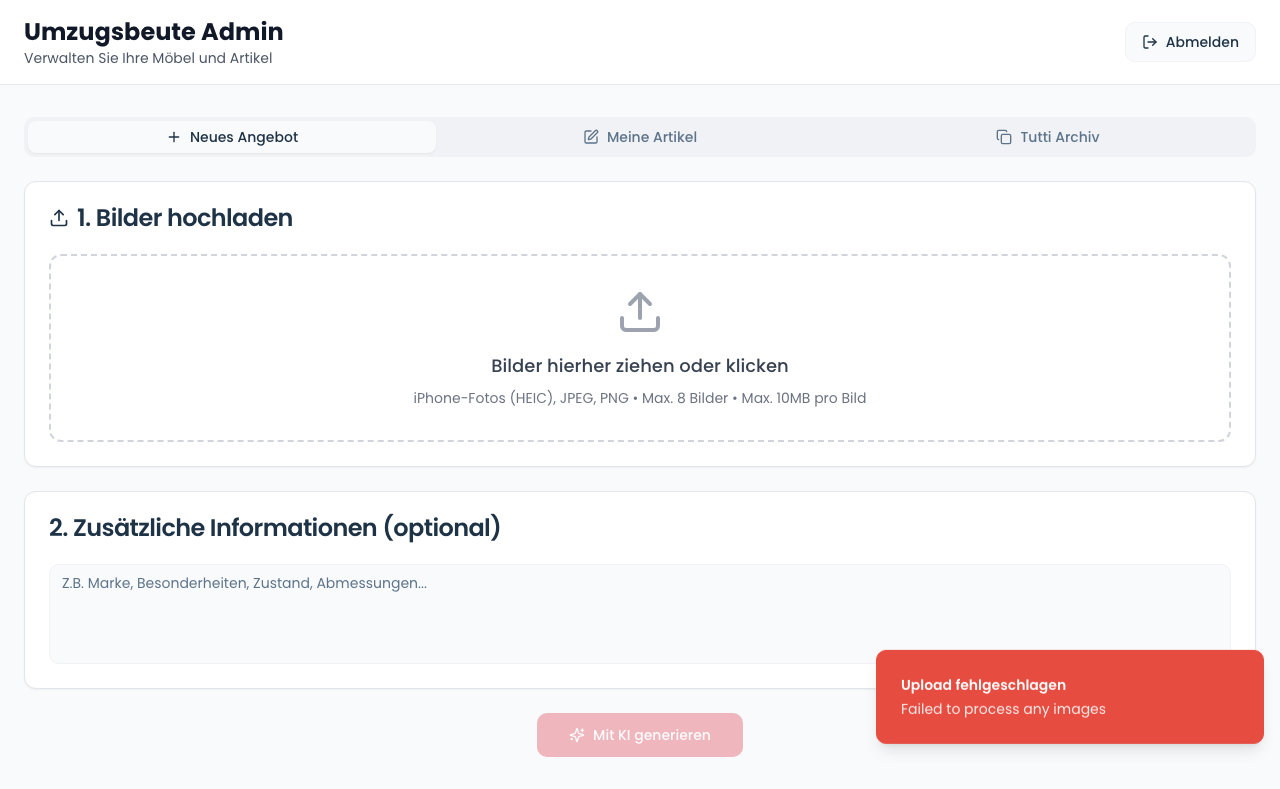 Umzugsbeute Admin
Verwalten Sie Ihre Möbel und Artikel
Abmelden
Neues Angebot
Meine Artikel
Tutti Archiv
1. Bilder hochladen
Bilder hierher ziehen oder klicken
iPhone-Fotos (HEIC), JPEG, PNG • Max. 8 Bilder • Max. 10MB pro Bild
2. Zusätzliche Informationen (optional)
Z.B. Marke, Besonderheiten, Zustand, Abmessungen...
Upload fehlgeschlagen
Failed to process any images
Mit KI generieren